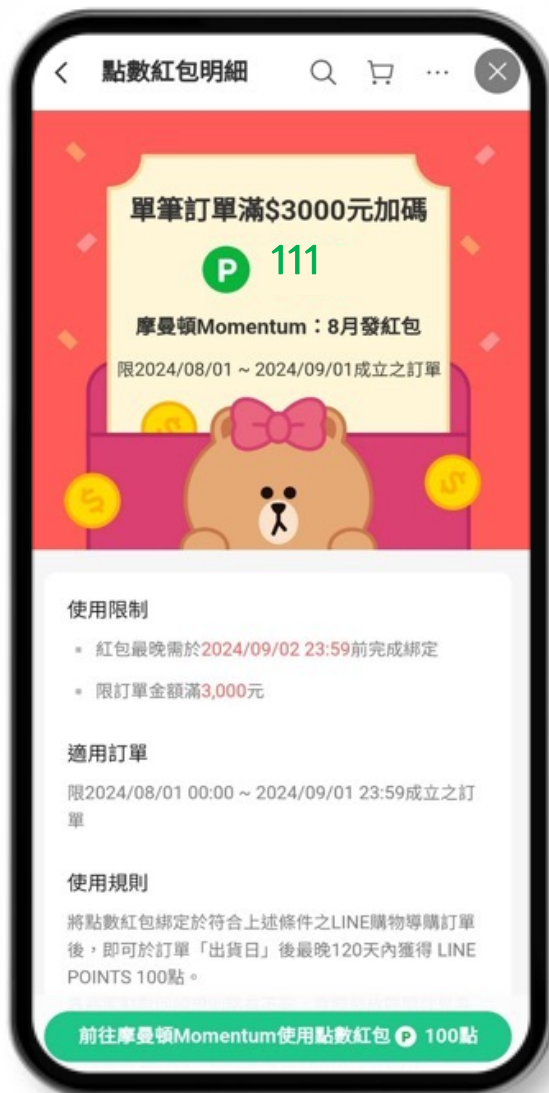 點數紅包明細
單筆訂單滿$3000元加碼
P 111
摩曼頓Momentum：8月發紅包
限2024/08/01 ~ 2024/09/01成立之訂單
使用限制
紅包最晚需於2024/09/02 23:59前完成綁定
限訂單金額滿3,000元
適用訂單
限2024/08/01 00:00 ~ 2024/09/01 23:59成立之訂
單
使用規則
將點數紅包綁定於符合上述條件之LINE購物導購訂單
後，即可於訂單「出貨日」後最晚120天內獲得 LINE
POINTS 100點。
前往摩曼頓Momentum使用點數紅包 P 100點